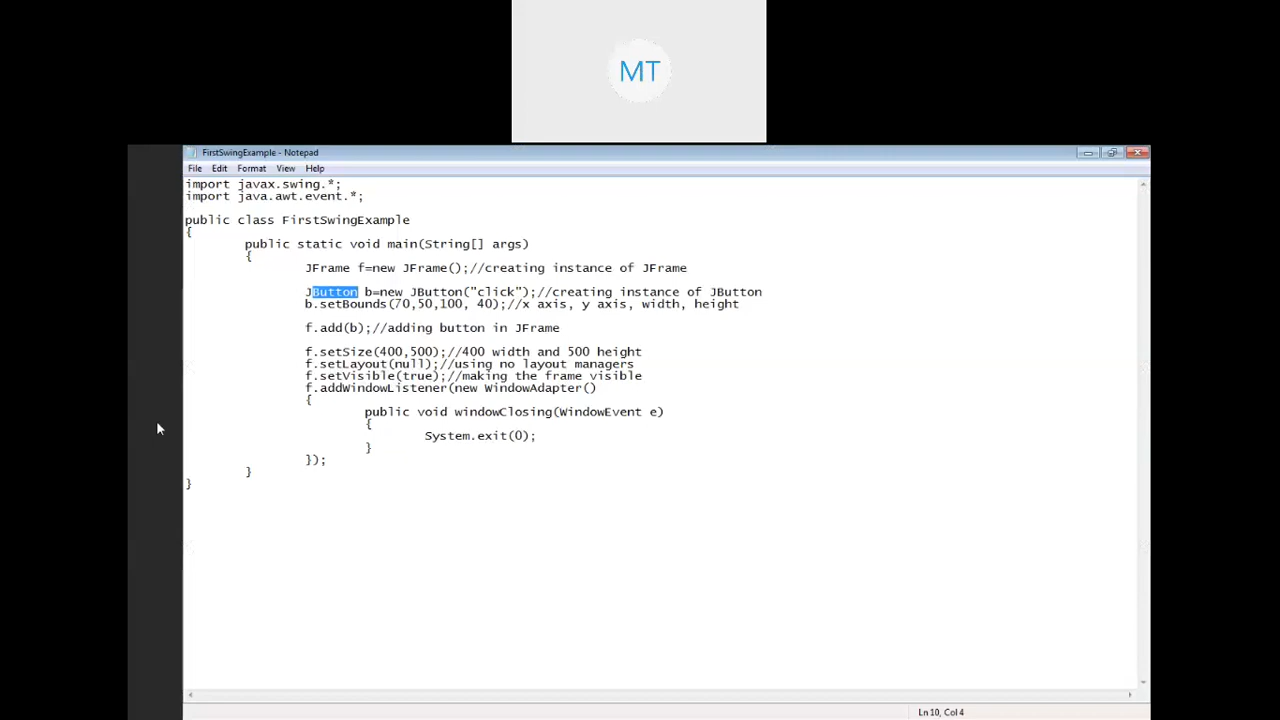 MT
FirstSwingExample - Notepad
File Edit Format View Help
import javax.swing.*;
import java.awt.event.*;
public class FirstSwingExample
{
public static void main(String[] args)
{
JFrame f=new JFrame();//creating instance of JFrame
JButton b=new JButton("click");//creating instance of JButton
b.setBounds(70,50,100, 40);//x axis, y axis, width, height
f.add(b);//adding button in JFrame
f.setSize(400,500);//400 width and 500 height
f.setLayout(null);//using no layout managers
f.setVisible(true);//making the frame visible
f.addWindowListener(new WindowAdapter()
{
public void windowClosing(WindowEvent e)
{
System.exit(0);
}
});
}
}
Ln 10, Col 4